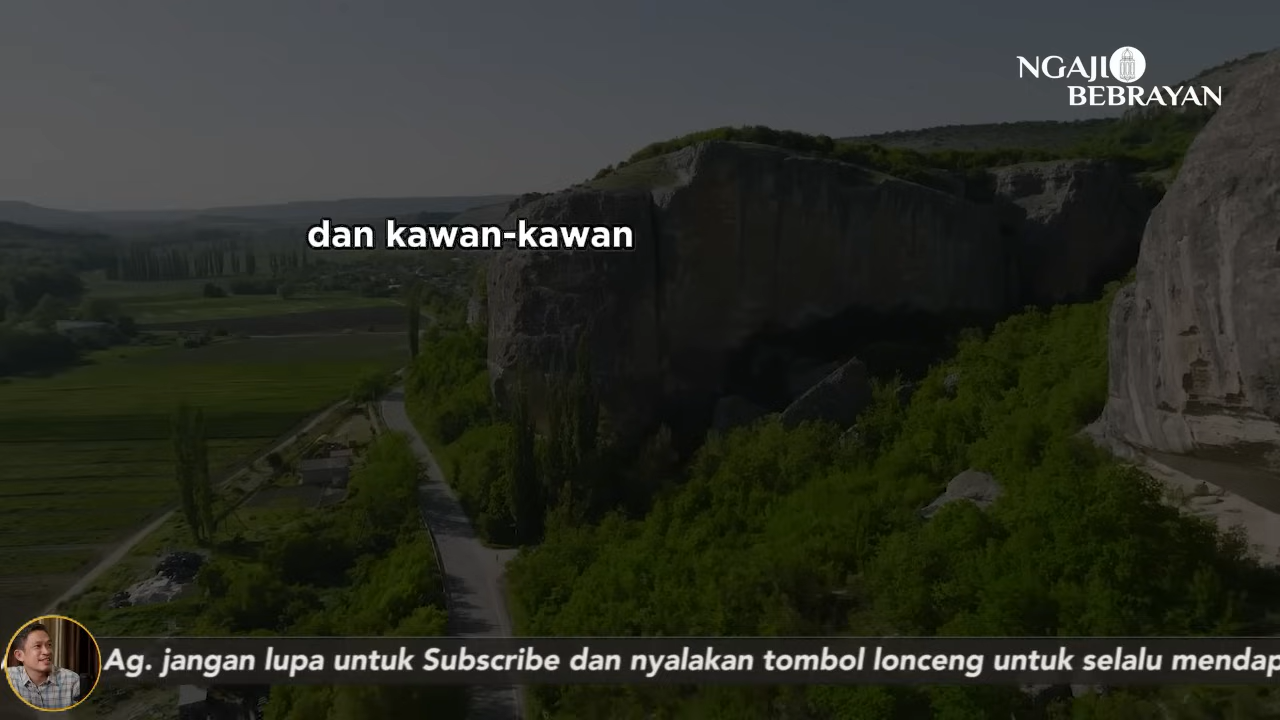 NGAJI
BEBRAYAN
dan kawan-kawan
Ag. jangan lupa untuk Subscribe dan nyalakan tombol lonceng untuk selalu mendap